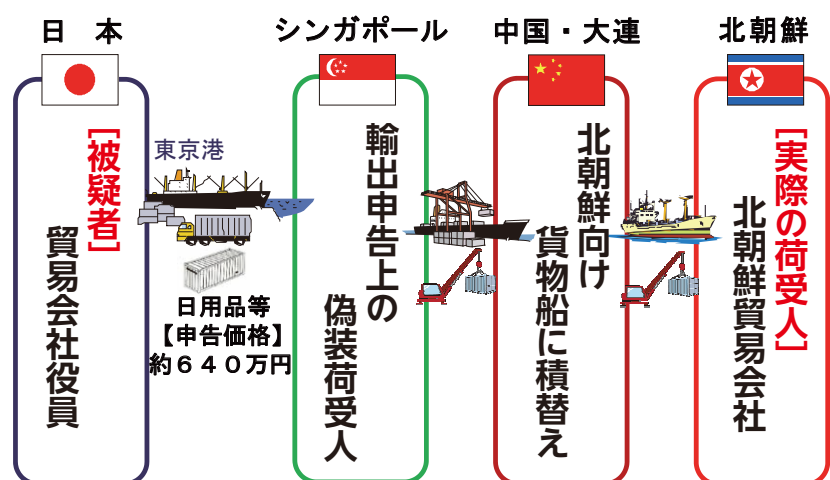 日本
［被疑者］
貿易会社役員
東京港
日用品等
【申告価格】
約６４０万円
シンガポール
輸出申告上の
偽装荷受人
中国・大連
北朝鮮向け
貨物船に積替え
北朝鮮
［実際の荷受人］
北朝鮮貿易会社